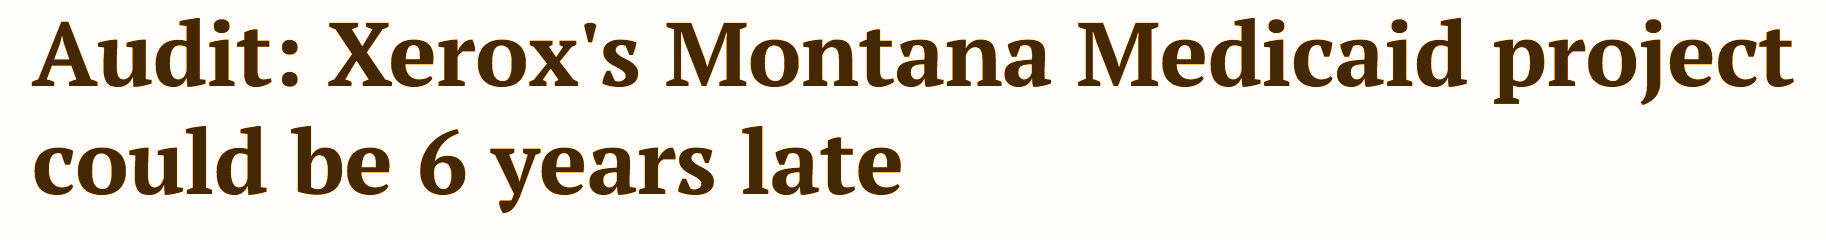 Audit: Xerox's Montana Medicaid project
could be 6 years late